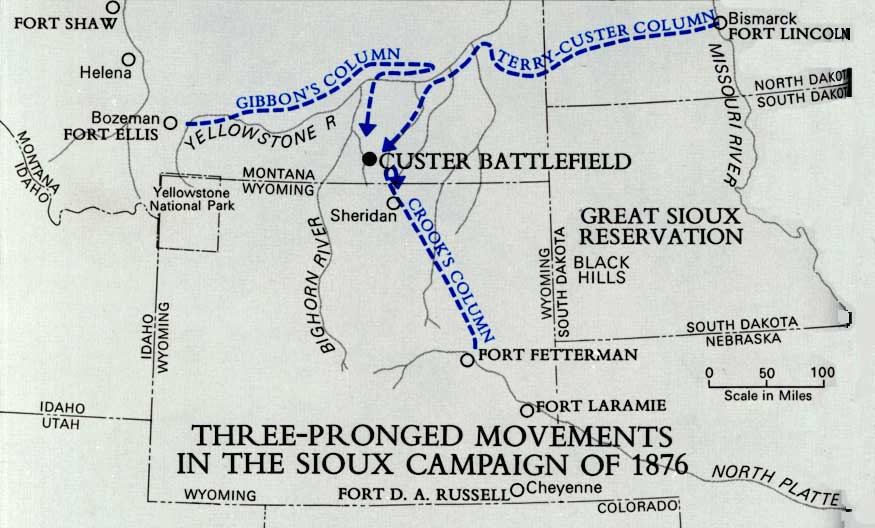 FORT SHAW
Helena
Bozeman
FORT ELLIS
GIBBON'S COLUMN
TERRY-CUSTER COLUMN
Bismarck
FORT LINCOLN
NORTH DAKOT
SOUTH DAKOT
MISSOURI RIVER
YELLOWSTONE R
MONTANA
IDAHO
CUSTER BATTLEFIELD
MONTANA
WYOMING
Yellowstone
National Park
Sheridan
CROOK'S COLUMN
BIGHORN RIVER
GREAT SIOUX
RESERVATION
BLACK
HILLS
WYOMING
SOUTH DAKOTA
IDAHO
WYOMING
SOUTH DAKOTA
NEBRASKA
FORT FETTERMAN
0 50 100
Scale in Miles
FORT LARAMIE
IDAHO
UTAH
THREE-PRONGED MOVEMENTS
IN THE SIOUX CAMPAIGN OF 1876
NORTH PLATTE
WYOMING
FORT D. A. RUSSELL
Cheyenne
COLORADO